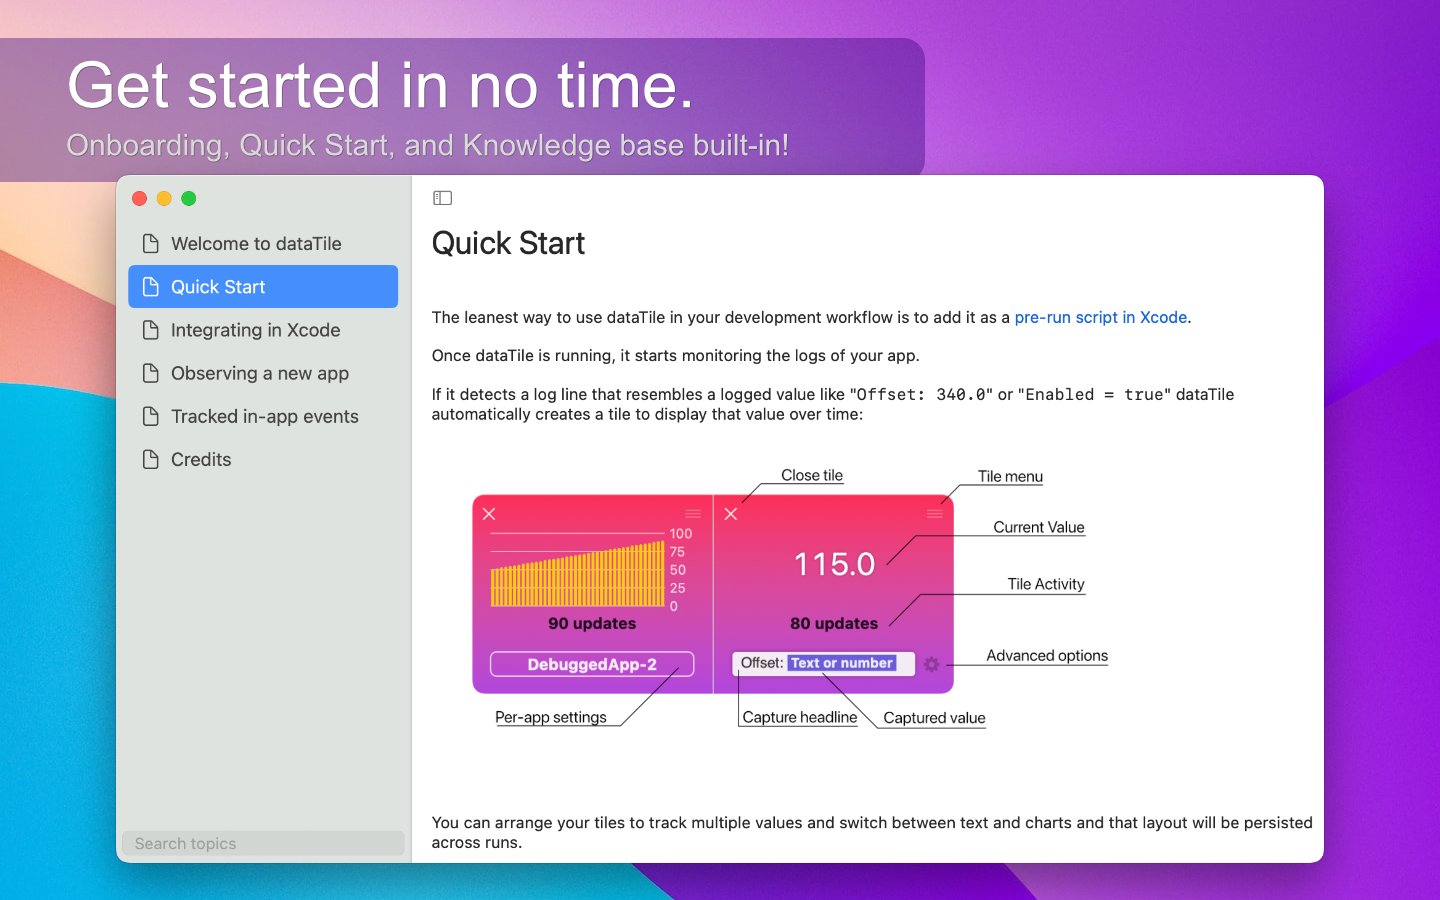 Get started in no time.
Onboarding, Quick Start, and Knowledge base built-in!
Welcome to dataTile
Quick Start
Integrating in Xcode
Observing a new app
Tracked in-app events
Credits
Search topics
Quick Start
The leanest way to use dataTile in your development workflow is to add it as a pre-run script in Xcode.
Once dataTile is running, it starts monitoring the logs of your app.
If it detects a log line that resembles a logged value like "Offset: 340.0" or "Enabled = true" dataTile
automatically creates a tile to display that value over time:
Close tile
Tile menu
Current Value
Tile Activity
Advanced options
100
75
50
25
0
90 updates
DebuggedApp-2
115.0
80 updates
Offset: Text or number
Per-app settings
Capture headline
Captured value
You can arrange your tiles to track multiple values and switch between text and charts and that layout will be persisted
across runs.